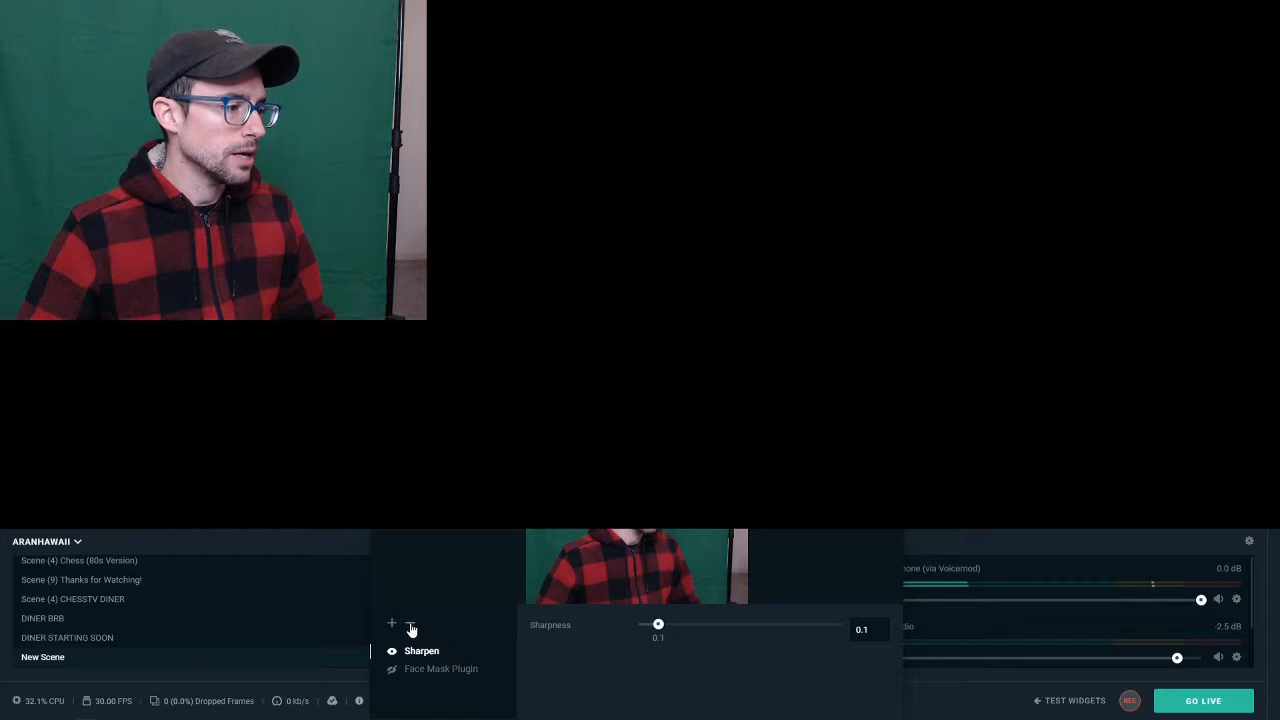 ARANHAWAII
Scene (4) Chess (80s Version)
Scene (9) Thanks for Watching!
Scene (4) CHESSTV DINER
DINER BRB
DINER STARTING SOON
New Scene
Sharpen
Face Mask Plugin
Sharpness
0.1
0.1
none (via Voicemod)
0.0 dB
dio
-2.5 dB
32.1% CPU
30.00 FPS
0 (0.0%) Dropped Frames
0 kb/s
TEST WIDGETS
REC
GO LIVE